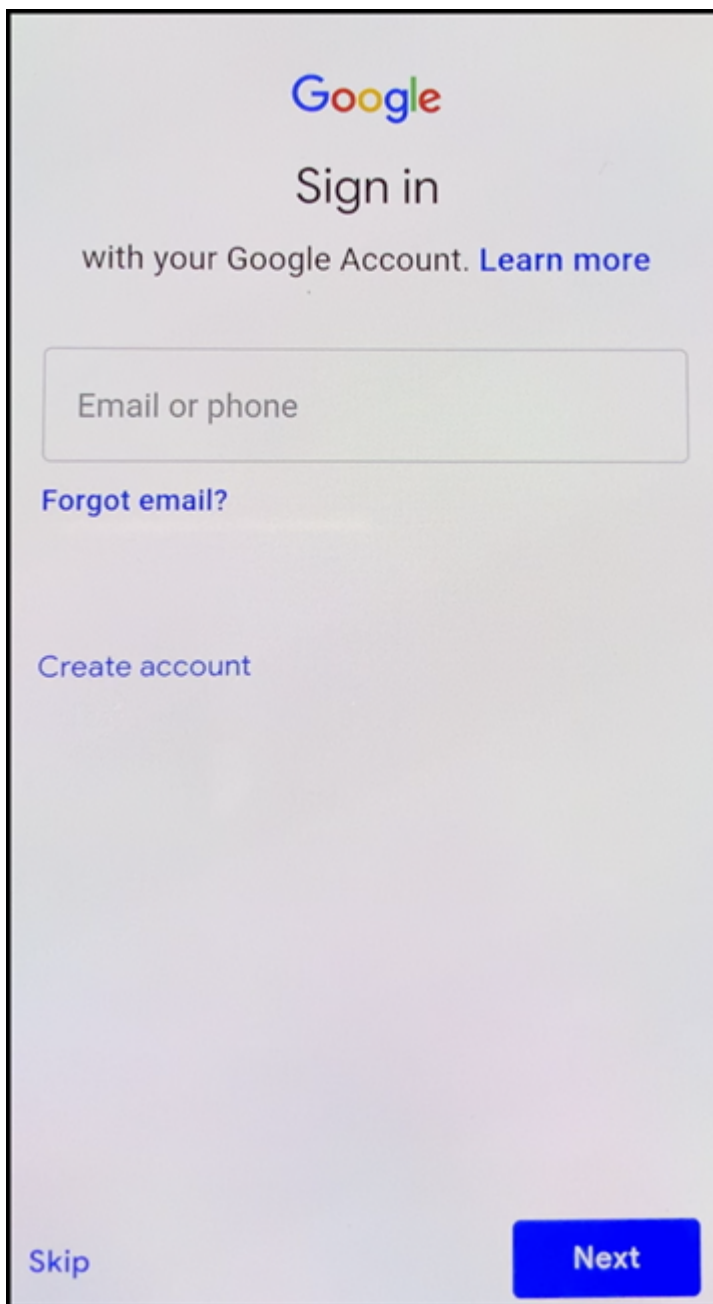 Google
Sign in
with your Google Account. Learn more
Email or phone
Forgot email?
Create account
Skip
Next